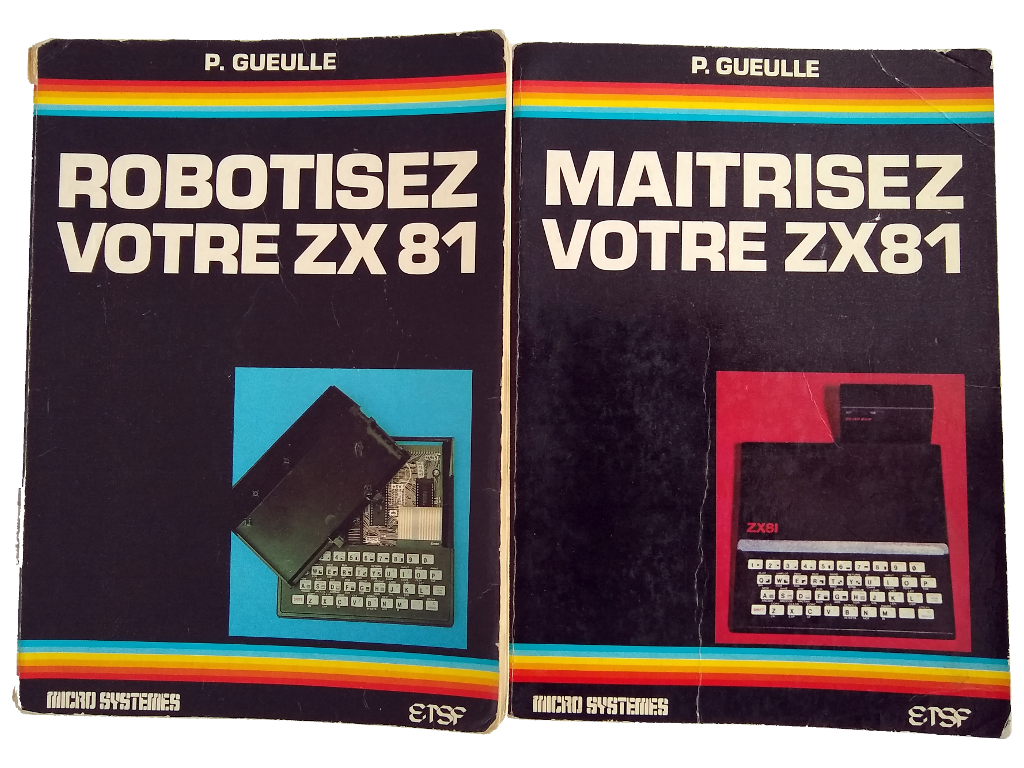 P. GUEULLE
ROBOTISEZ
VOTRE ZX 81
MICRO SYSTEMES
ETSF
P. GUEULLE
MAITRISEZ
VOTRE ZX81
ZX81
MICRO SYSTEMES
ETSF